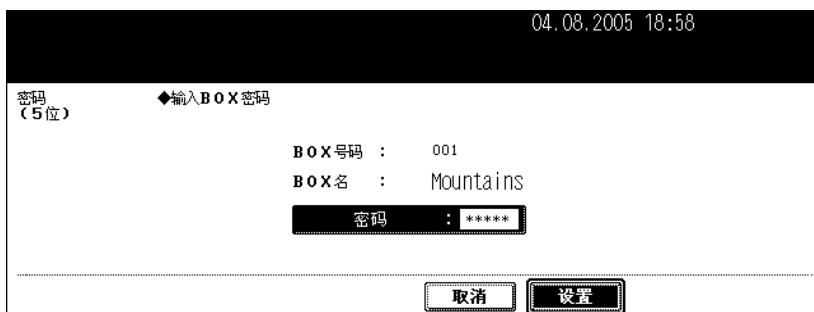 04.08.2005 18:58
密码 ◆输入BOX密码
(5位)
BOX号码 : 001
BOX名 : Mountains
密码 : *****
取消 设置